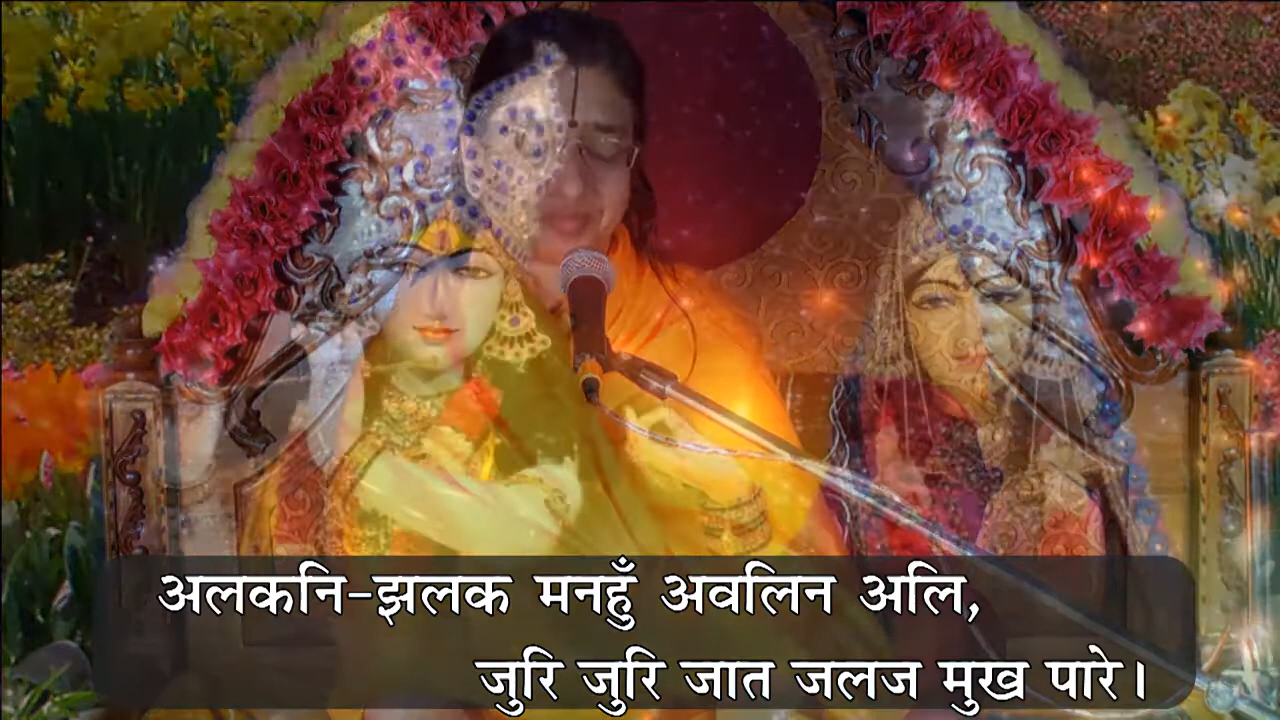 अलकनि-झलक मनहुँ अवलिन अलि,
जुरि जुरि जात जलज मुख पारे।